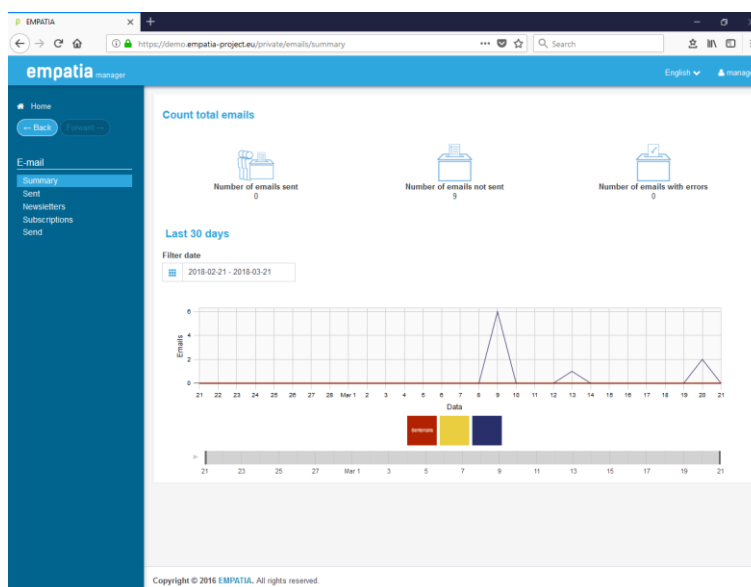 EMPATIA
https://demo.empatia-project.eu/private/emails/summary
Search
empatia manager
English
manage
Home
← Back
Forward →
E-mail
Summary
Sent
Newsletters
Subscriptions
Send
Count total emails
Number of emails sent
0
Number of emails not sent
9
Number of emails with errors
0
Last 30 days
Filter date
2018-02-21 - 2018-03-21
Emails
6
4
2
0
21 22 23 24 25 26 27 28 Mar 1 2 3 4 5 6 7 8 9 10 11 12 13 14 15 16 17 18 19 20 21
Data
21 23 25 27 Mar 1 3 5 7 9 11 13 15 17 19 21
Copyright © 2016 EMPATIA. All rights reserved.